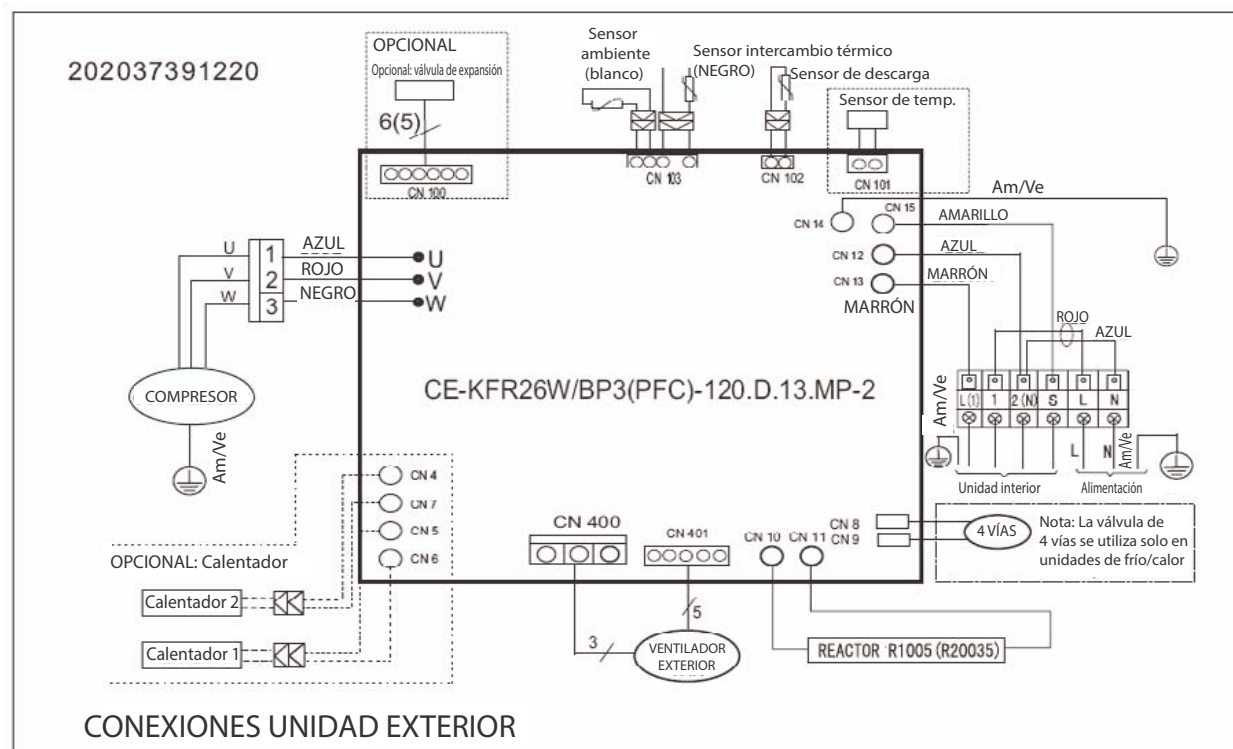 202037391220
OPCIONAL
Opcional: válvula de expansión
6(5)
CN 100
Sensor
ambiente
(blanco)
Sensor intercambio térmico
(NEGRO)
Sensor de descarga
Sensor de temp.
CN 103
CN 102
CN 101
Am/Ve
CN 14
CN 15
AMARILLO
CN 12
AZUL
CN 13
MARRÓN
MARRÓN
ROJO
AZUL
U
1
AZUL
U
V
2
ROJO
V
W
3
NEGRO
W
COMPRESOR
Am/Ve
CE-KFR26W/BP3(PFC)-120.D.13.MP-2
Am/Ve
L(1)
1
2(N)
S
L
N
L
N
Am/Ve
Unidad interior
Alimentación
CN 4
CN 7
CN 5
CN 6
OPCIONAL: Calentador
Calentador 2
Calentador 1
CN 400
CN 401
CN 10
CN 11
CN 8
CN 9
4 VÍAS
Nota: La válvula de
4 vías se utiliza solo en
unidades de frío/calor
3
5
VENTILADOR
EXTERIOR
REACTOR R1005 (R20035)
CONEXIONES UNIDAD EXTERIOR